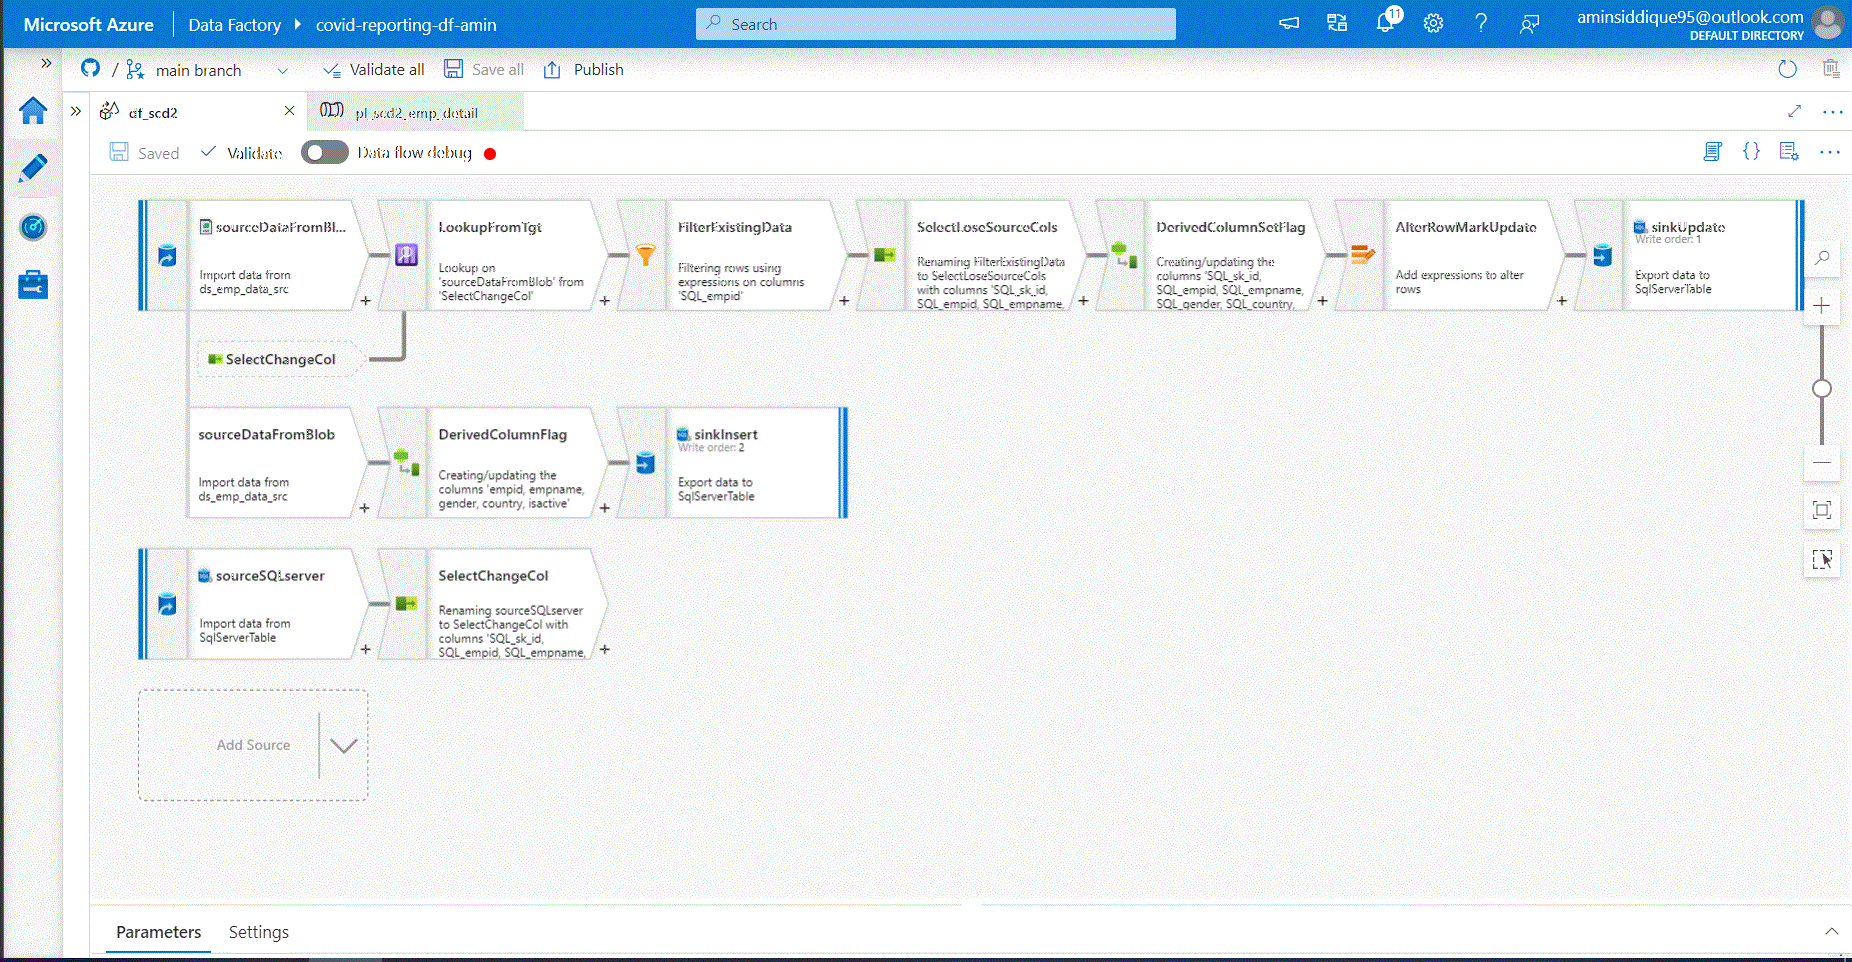 Microsoft Azure
Data Factory
covid-reporting-df-amin
Search
11
aminsiddique95@outlook.com
DEFAULT DIRECTORY
/
main branch
Validate all
Save all
Publish
df_scd2
pl_scd2_emp_detail
Saved
Validate
Data flow debug
sourceDataFromBl...
Import data from
ds_emp_data_src
LookupFromTgt
Lookup on
'sourceDataFromBlob' from
'SelectChangeCol'
FilterExistingData
Filtering rows using
expressions on columns
'SQL_empid'
SelectLoseSourceCols
Renaming FilterExistingData
to SelectLoseSourceCols
with columns 'SQL_sk_id,
SQL_empid, SQL_empname,
DerivedColumnSetFlag
Creating/updating the
columns 'SQL_sk_id,
SQL_empid, SQL_empname,
SQL_gender, SQL_country,
AlterRowMarkUpdate
Add expressions to alter
rows
sinkUpdate
Write order: 1
Export data to
SqlServerTable
SelectChangeCol
sourceDataFromBlob
Import data from
ds_emp_data_src
DerivedColumnFlag
Creating/updating the
columns 'empid, empname,
gender, country, isactive'
sinkInsert
Write order: 2
Export data to
SqlServerTable
sourceSQLserver
Import data from
SqlServerTable
SelectChangeCol
Renaming sourceSQLserver
to SelectChangeCol with
columns 'SQL_sk_id,
SQL_empid, SQL_empname,
Add Source
Parameters
Settings